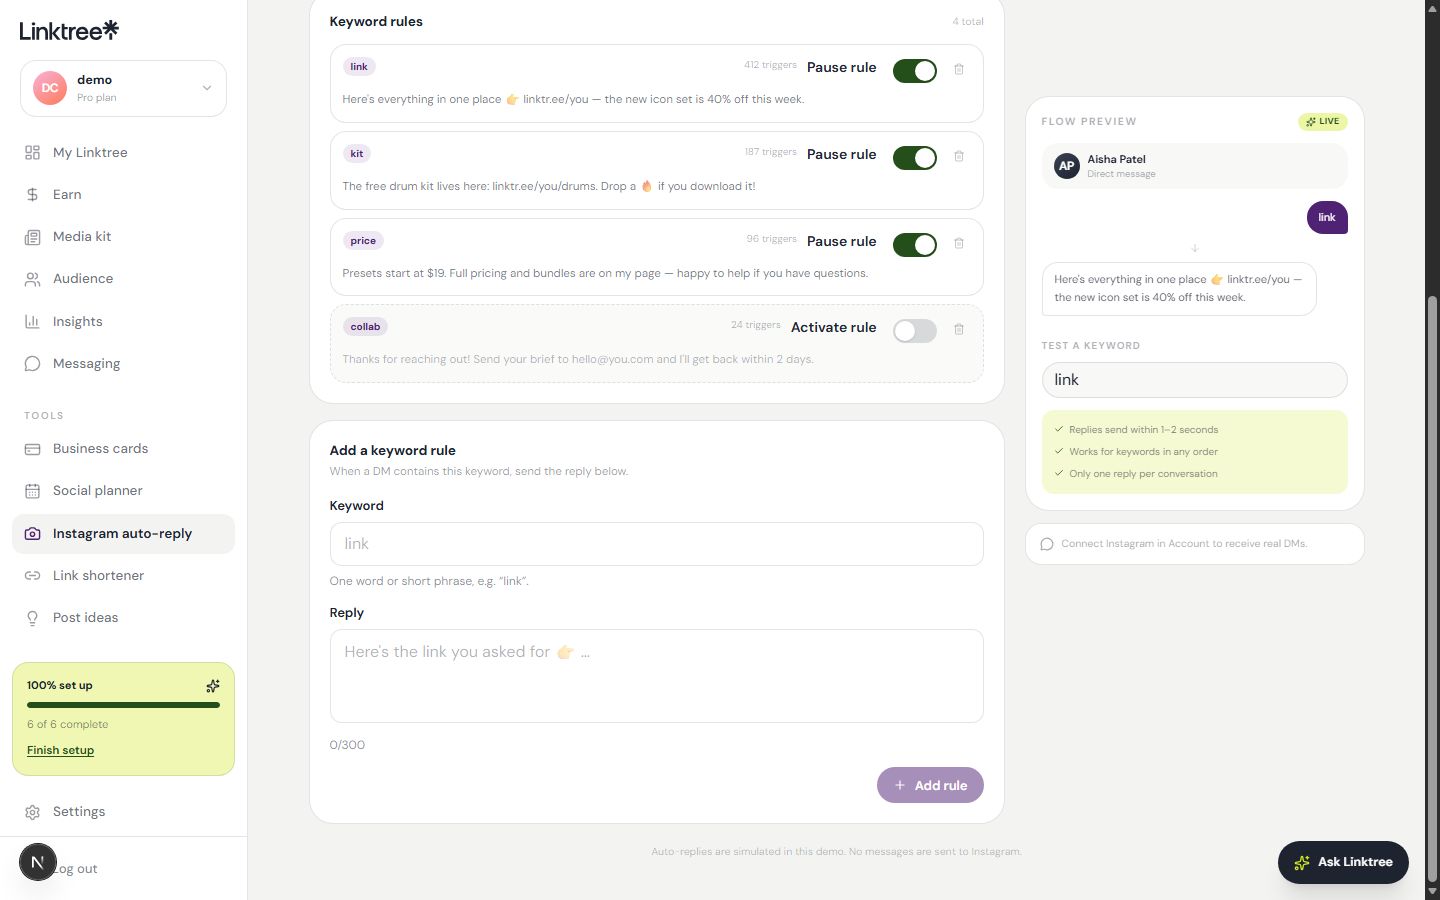 Linktree
DC
demo
Pro plan
My Linktree
Earn
Media kit
Audience
Insights
Messaging
TOOLS
Business cards
Social planner
Instagram auto-reply
Link shortener
Post ideas
100% set up
6 of 6 complete
Finish setup
Settings
N
Log out
Keyword rules
4 total
link
412 triggers
Pause rule
Here's everything in one place 👉 linktr.ee/you — the new icon set is 40% off this week.
kit
187 triggers
Pause rule
The free drum kit lives here: linktr.ee/you/drums. Drop a 🔥 if you download it!
price
96 triggers
Pause rule
Presets start at $19. Full pricing and bundles are on my page — happy to help if you have questions.
collab
24 triggers
Activate rule
Thanks for reaching out! Send your brief to hello@you.com and I'll get back within 2 days.
Add a keyword rule
When a DM contains this keyword, send the reply below.
Keyword
link
One word or short phrase, e.g. “link”.
Reply
Here's the link you asked for 👉 ...
0/300
+ Add rule
Auto-replies are simulated in this demo. No messages are sent to Instagram.
FLOW PREVIEW
LIVE
AP
Aisha Patel
Direct message
link
↓
Here's everything in one place 👉 linktr.ee/you —
the new icon set is 40% off this week.
TEST A KEYWORD
link
✓ Replies send within 1–2 seconds
✓ Works for keywords in any order
✓ Only one reply per conversation
Connect Instagram in Account to receive real DMs.
Ask Linktree